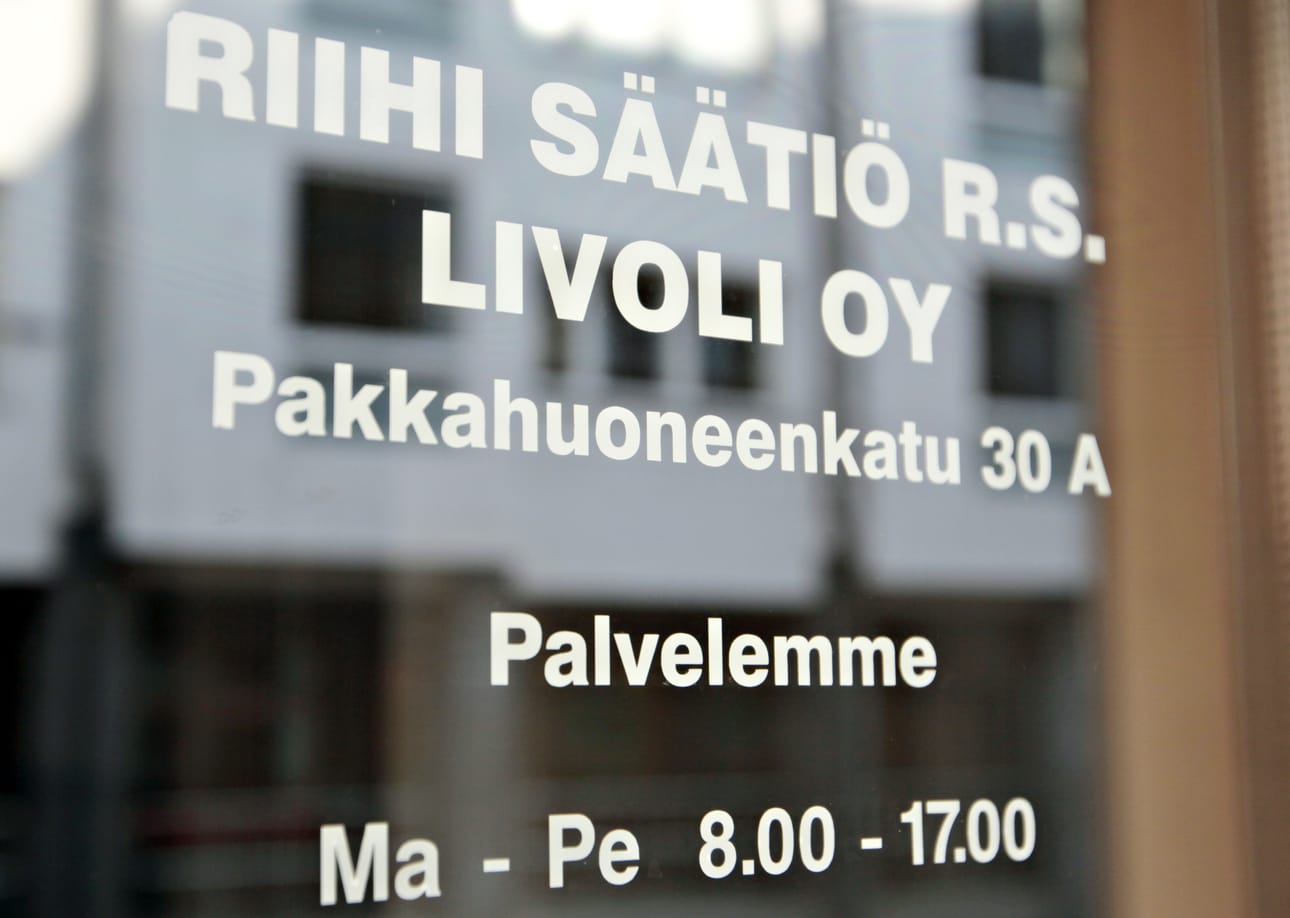 RIIHI SÄÄTIÖ R.S.
LIVOLI OY
Pakkahuoneenkatu 30 A
Palvelemme
Ma - Pe 8.00 - 17.00